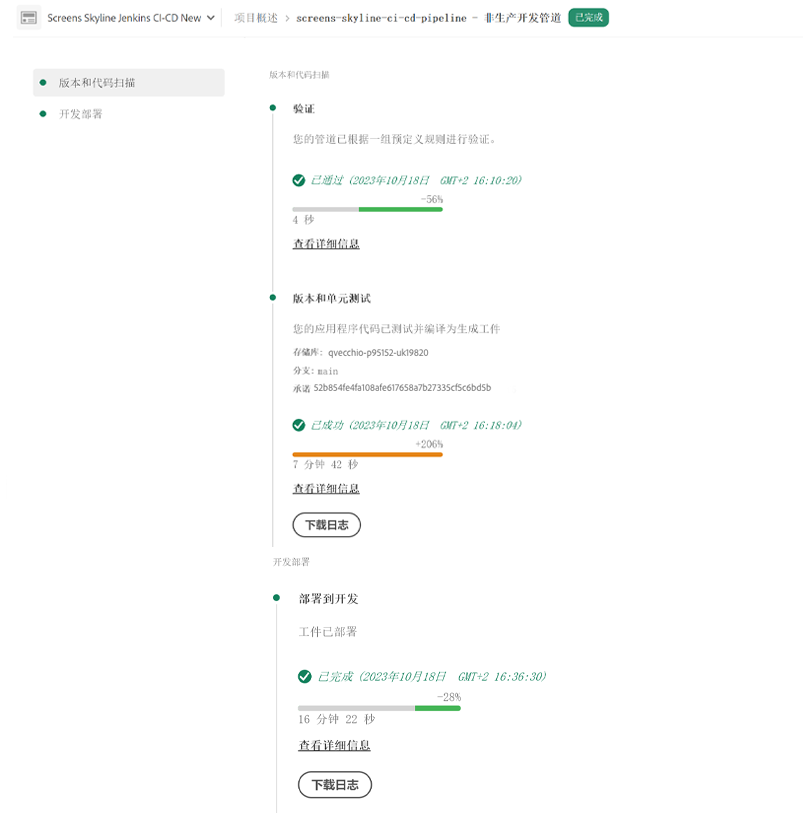 Screens Skyline Jenkins CI-CD New 项目概述 > screens-skyline-ci-cd-pipeline - 非生产开发管道 已完成
版本和代码扫描
开发部署
版本和代码扫描
验证
您的管道已根据一组预定义规则进行验证。
已通过 (2023年10月18日 GMT+2 16:10:20)
-56%
4 秒
查看详细信息
版本和单元测试
您的应用程序代码已测试并编译为生成工件
存储库: qvecchio-p95152-uk19820
分支: main
承诺 52b854fe4fa108afe617658a7b27335cf5c6bd5b
已成功 (2023年10月18日 GMT+2 16:18:04)
+206%
7 分钟 42 秒
查看详细信息
下载日志
开发部署
部署到开发
工件已部署
已完成 (2023年10月18日 GMT+2 16:36:30)
-28%
16 分钟 22 秒
查看详细信息
下载日志